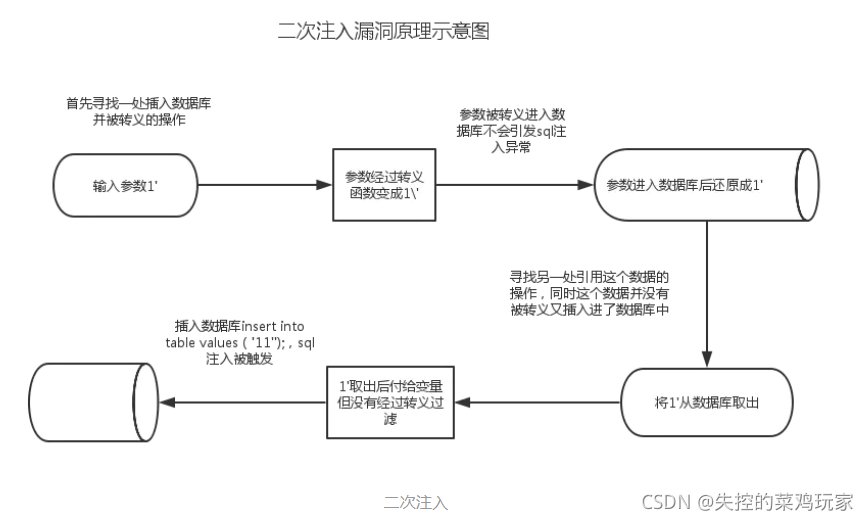 二次注入漏洞原理示意图
首先寻找一处插入数据库
并被转义的操作
输入参数1'
参数经过转义
函数变成1\'
参数被转义进入数
据库不会引发sql注
入异常
参数进入数据库后还原成1'
寻找另一处引用这个数据的
操作，同时这个数据并没有
被转义又插入进了数据库中
将1'从数据库取出
1'取出后付给变量
但没有经过转义过
滤
插入数据库insert into
table values ( '11'');，sql
注入被触发
二次注入
CSDN @失控的菜鸡玩家